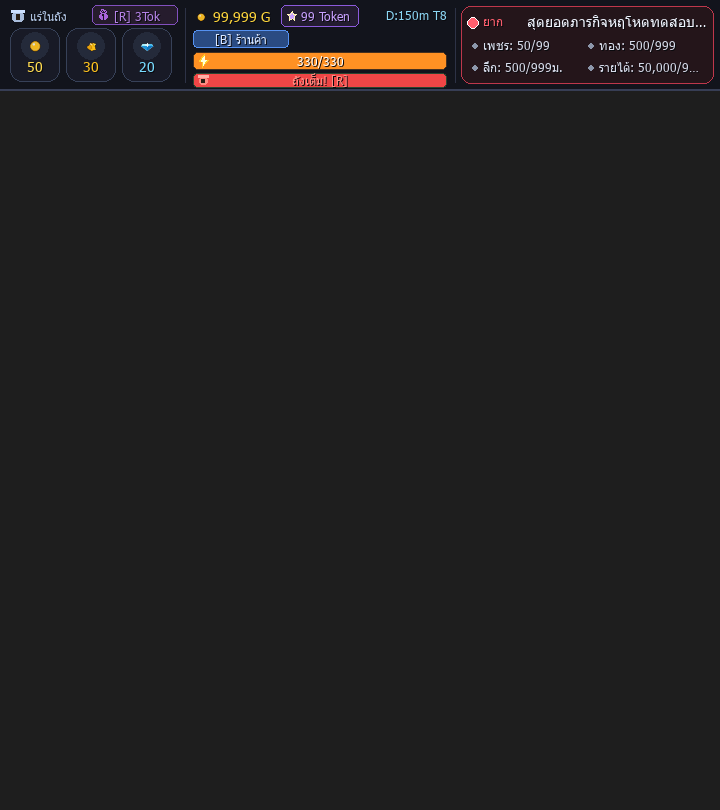 แร่ในถัง
[R] 3Tok
50
30
20
99,999 G
99 Token
D:150m T8
[B] ร้านค้า
330/330
ถังเต็ม! [R]
ยาก
สุดยอดภารกิจหฤโหดทดสอบ...
เพชร: 50/99
ทอง: 500/999
ลึก: 500/999ม.
รายได้: 50,000/9...